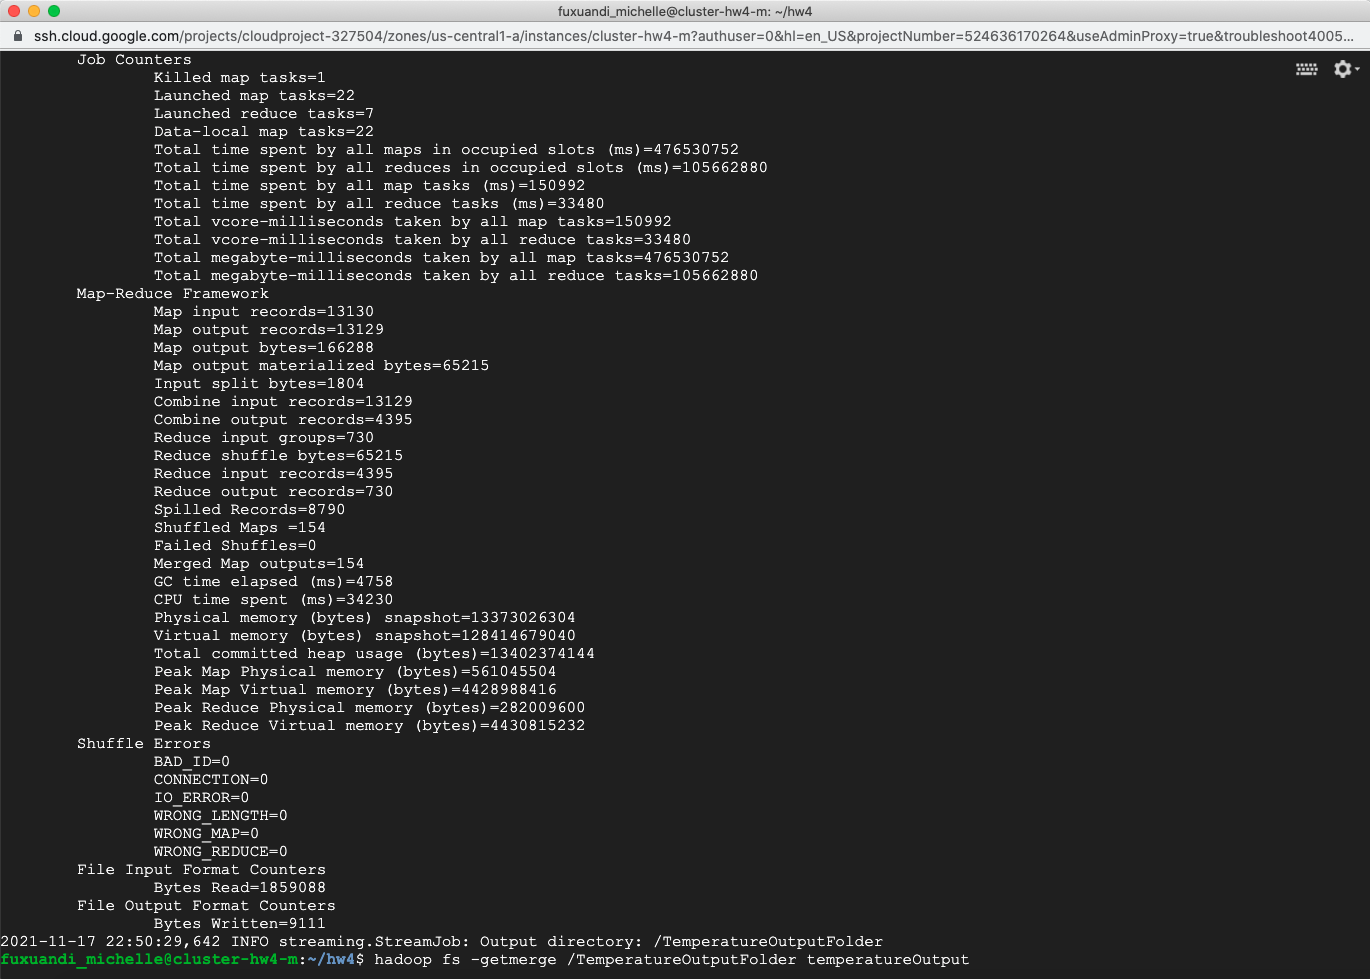 fuxuandi_michelle@cluster-hw4-m: ~/hw4
ssh.cloud.google.com/projects/cloudproject-327504/zones/us-central1-a/instances/cluster-hw4-m?authuser=0&hl=en_US&projectNumber=524636170264&useAdminProxy=true&troubleshoot4005...
Job Counters
Killed map tasks=1
Launched map tasks=22
Launched reduce tasks=7
Data-local map tasks=22
Total time spent by all maps in occupied slots (ms)=476530752
Total time spent by all reduces in occupied slots (ms)=105662880
Total time spent by all map tasks (ms)=150992
Total time spent by all reduce tasks (ms)=33480
Total vcore-milliseconds taken by all map tasks=150992
Total vcore-milliseconds taken by all reduce tasks=33480
Total megabyte-milliseconds taken by all map tasks=476530752
Total megabyte-milliseconds taken by all reduce tasks=105662880
Map-Reduce Framework
Map input records=13130
Map output records=13129
Map output bytes=166288
Map output materialized bytes=65215
Input split bytes=1804
Combine input records=13129
Combine output records=4395
Reduce input groups=730
Reduce shuffle bytes=65215
Reduce input records=4395
Reduce output records=730
Spilled Records=8790
Shuffled Maps =154
Failed Shuffles=0
Merged Map outputs=154
GC time elapsed (ms)=4758
CPU time spent (ms)=34230
Physical memory (bytes) snapshot=13373026304
Virtual memory (bytes) snapshot=128414679040
Total committed heap usage (bytes)=13402374144
Peak Map Physical memory (bytes)=561045504
Peak Map Virtual memory (bytes)=4428988416
Peak Reduce Physical memory (bytes)=282009600
Peak Reduce Virtual memory (bytes)=4430815232
Shuffle Errors
BAD_ID=0
CONNECTION=0
IO_ERROR=0
WRONG_LENGTH=0
WRONG_MAP=0
WRONG_REDUCE=0
File Input Format Counters
Bytes Read=1859088
File Output Format Counters
Bytes Written=9111
2021-11-17 22:50:29,642 INFO streaming.StreamJob: Output directory: /TemperatureOutputFolder
fuxuandi_michelle@cluster-hw4-m:~/hw4$ hadoop fs -getmerge /TemperatureOutputFolder temperatureOutput